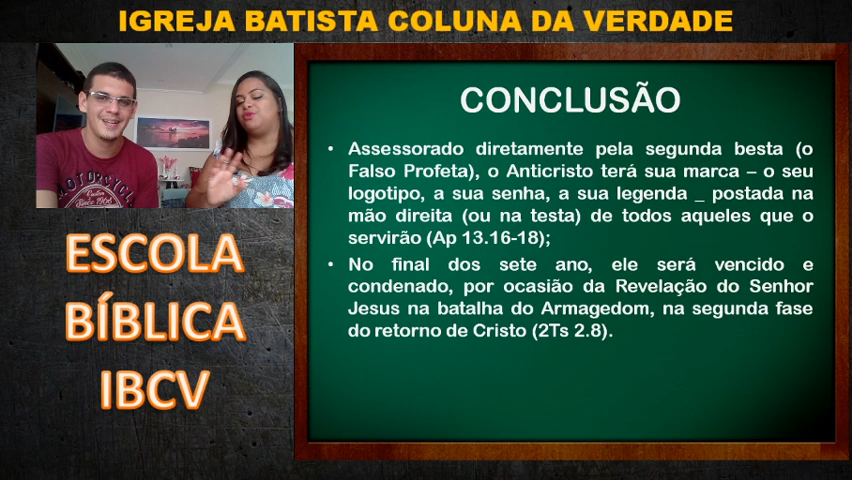 IGREJA BATISTA COLUNA DA VERDADE
CONCLUSÃO
• Assessorado diretamente pela segunda besta (o
Falso Profeta), o Anticristo terá sua marca – o seu
logotipo, a sua senha, a sua legenda _ postada na
mão direita (ou na testa) de todos aqueles que o
servirão (Ap 13.16-18);
• No final dos sete ano, ele será vencido e
condenado, por ocasião da Revelação do Senhor
Jesus na batalha do Armagedom, na segunda fase
do retorno de Cristo (2Ts 2.8).
MOTORCYCL
Since 1966
ESCOLA
BÍBLICA
IBCV